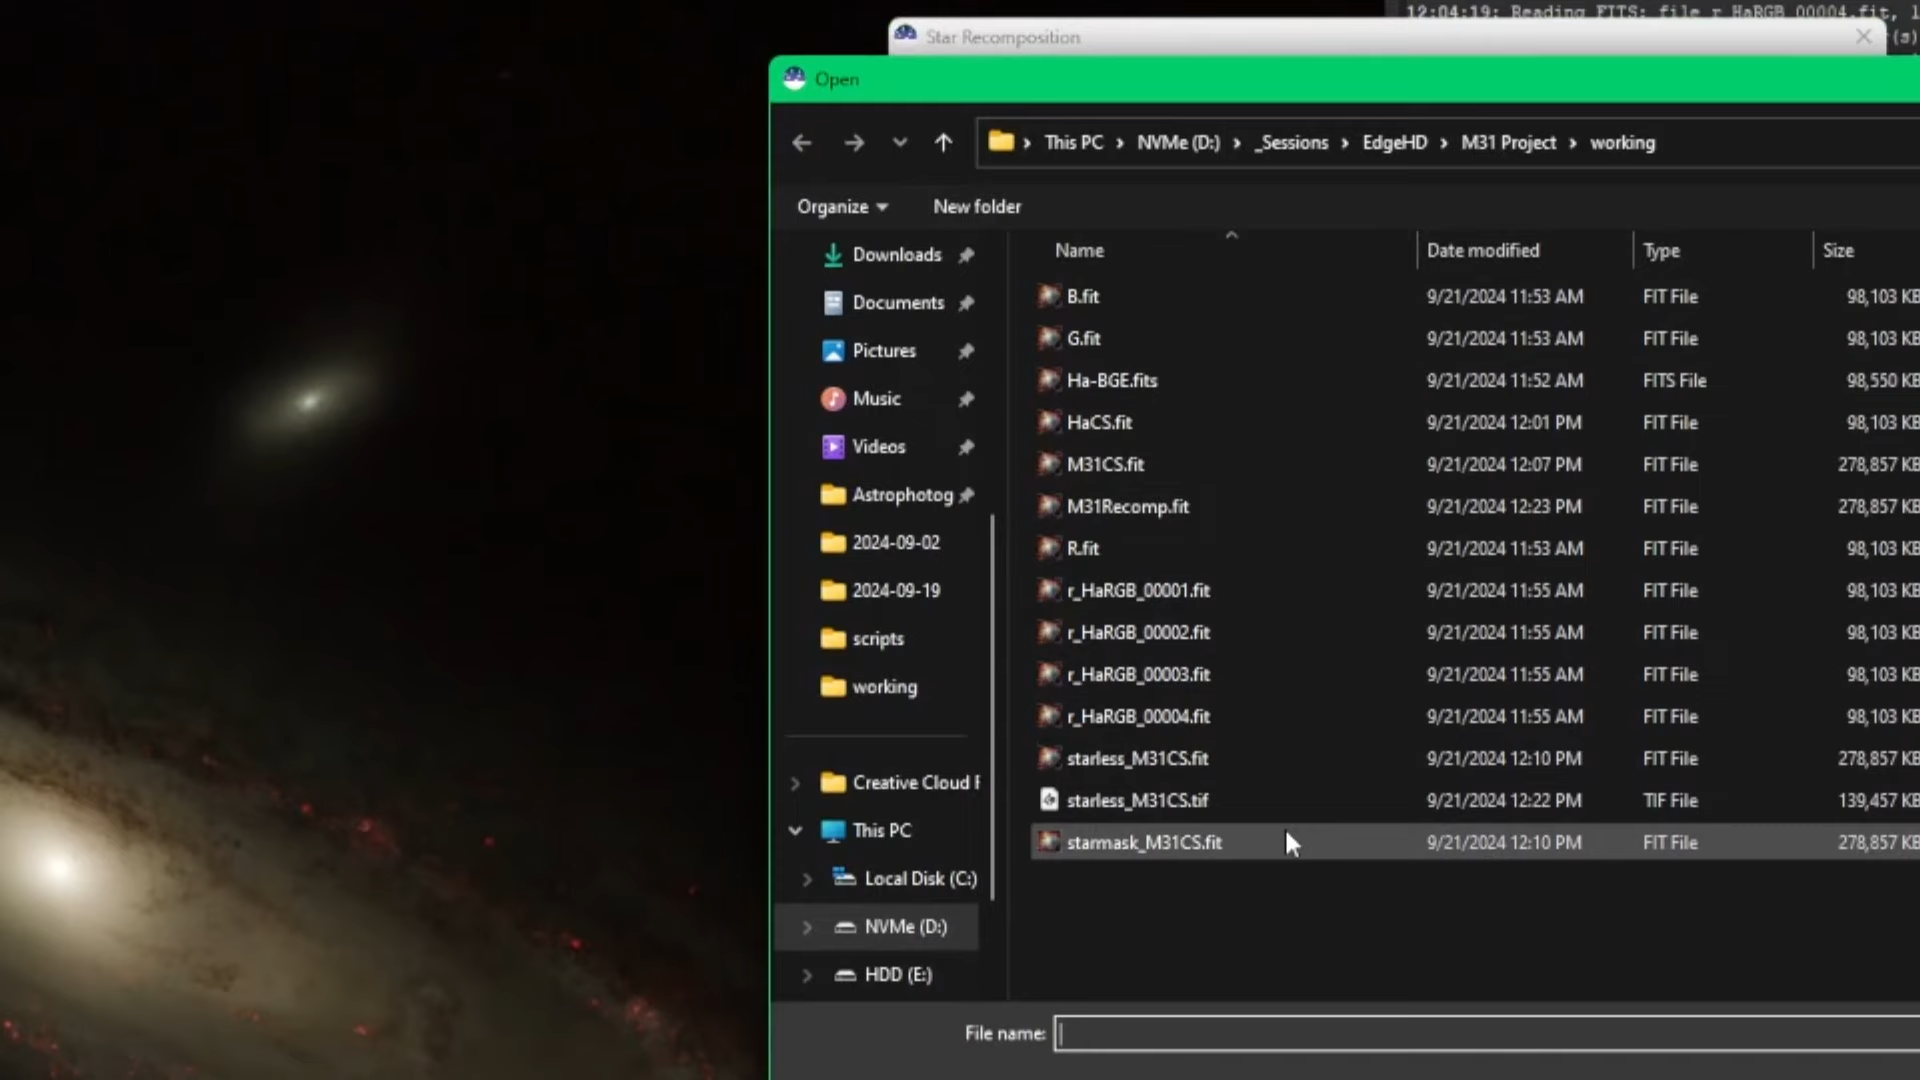 12:04:19: Reading FITS: file r_HaRGB_00004.fit, 1
Star Recomposition
(s)
Open
This PC > NVMe (D:) > _Sessions > EdgeHD > M31 Project > working
Organize New folder
Downloads
Documents
Pictures
Music
Videos
Astrophotog
2024-09-02
2024-09-19
scripts
working
Creative Cloud F
This PC
Local Disk (C:)
NVMe (D:)
HDD (E:)
Name Date modified Type Size
B.fit 9/21/2024 11:53 AM FIT File 98,103 KB
G.fit 9/21/2024 11:53 AM FIT File 98,103 KB
Ha-BGE.fits 9/21/2024 11:52 AM FITS File 98,550 KB
HaCS.fit 9/21/2024 12:01 PM FIT File 98,103 KB
M31CS.fit 9/21/2024 12:07 PM FIT File 278,857 KB
M31Recomp.fit 9/21/2024 12:23 PM FIT File 278,857 KB
R.fit 9/21/2024 11:53 AM FIT File 98,103 KB
r_HaRGB_00001.fit 9/21/2024 11:55 AM FIT File 98,103 KB
r_HaRGB_00002.fit 9/21/2024 11:55 AM FIT File 98,103 KB
r_HaRGB_00003.fit 9/21/2024 11:55 AM FIT File 98,103 KB
r_HaRGB_00004.fit 9/21/2024 11:55 AM FIT File 98,103 KB
starless_M31CS.fit 9/21/2024 12:10 PM FIT File 278,857 KB
starless_M31CS.tif 9/21/2024 12:22 PM TIF File 139,457 KB
starmask_M31CS.fit 9/21/2024 12:10 PM FIT File 278,857 KB
File name: